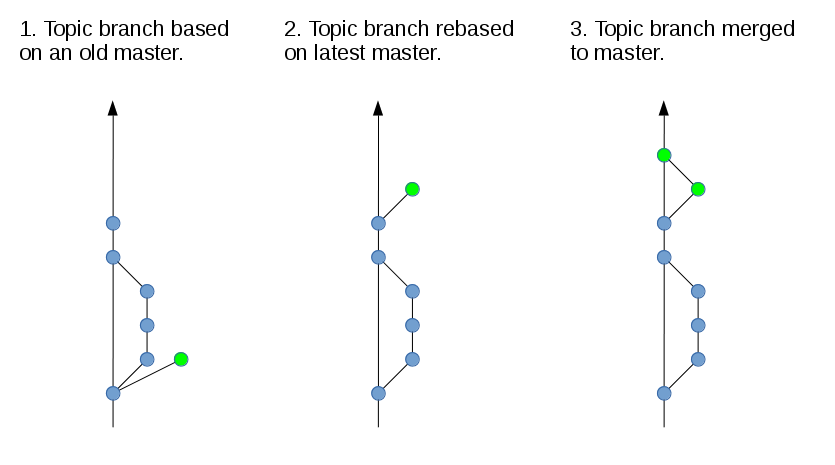 1. Topic branch based
on an old master.
2. Topic branch rebased
on latest master.
3. Topic branch merged
to master.